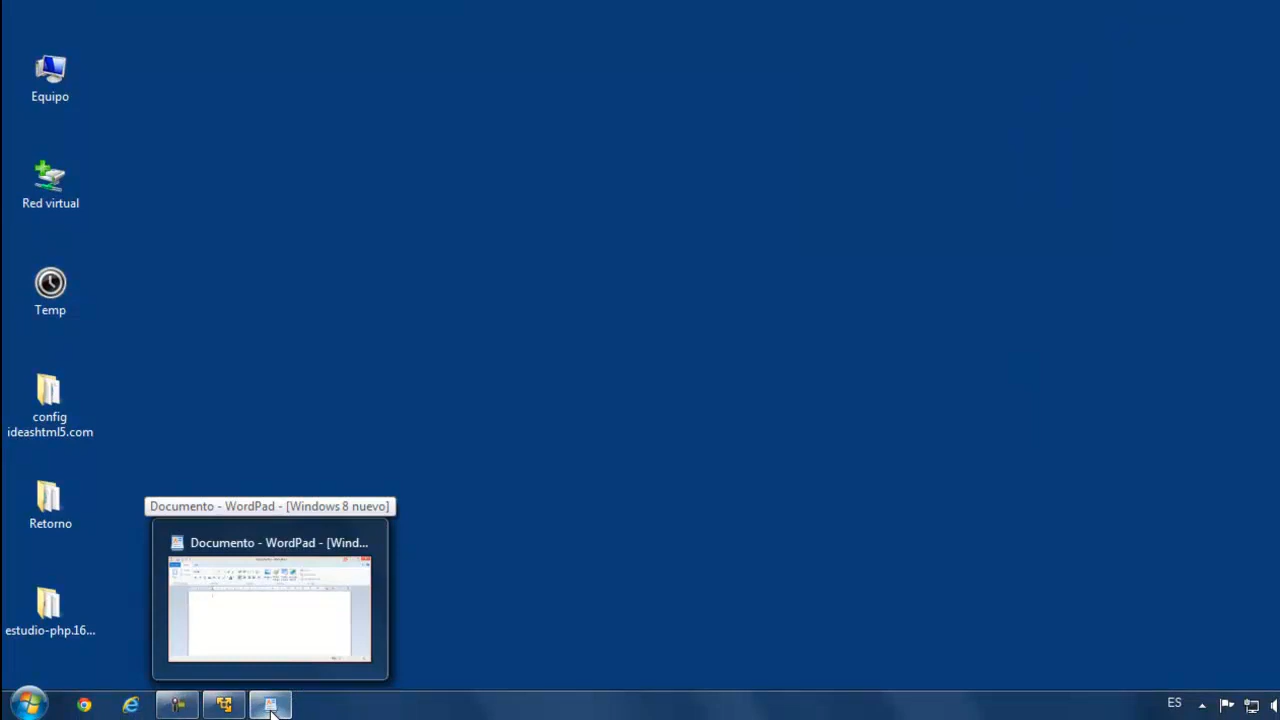 Equipo
Red virtual
Temp
config
ideashtml5.com
Retorno
estudio-php.16...
Documento - WordPad - [Windows 8 nuevo]
Documento - WordPad - [Wind...
ES